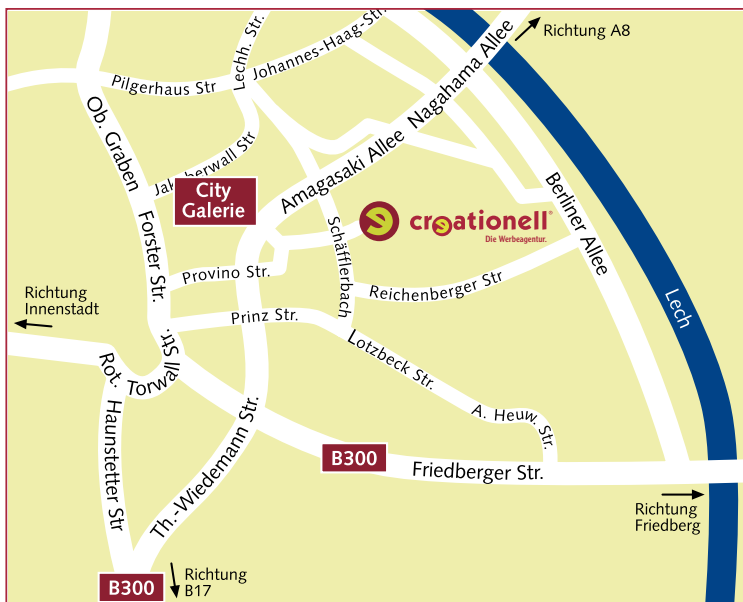 Richtung A8
Lechh. Str.
Johannes-Haag-Str.
Pilgerhaus Str
Nagahama Allee
Ob. Graben
Jakoberwall Str
Amagasaki Allee
City
Galerie
Berliner Allee
creationell®
Die Werbeagentur.
Schäfflerbach
Forster Str.
Provino Str.
Reichenberger Str
Richtung
Innenstadt
Lech
Prinz Str.
Lotzbeck Str.
Rot. Torwall Str.
Haunstetter Str
A. Heuw. Str.
Th.-Wiedemann Str.
B300
Friedberger Str.
Richtung
Friedberg
B300
Richtung
B17